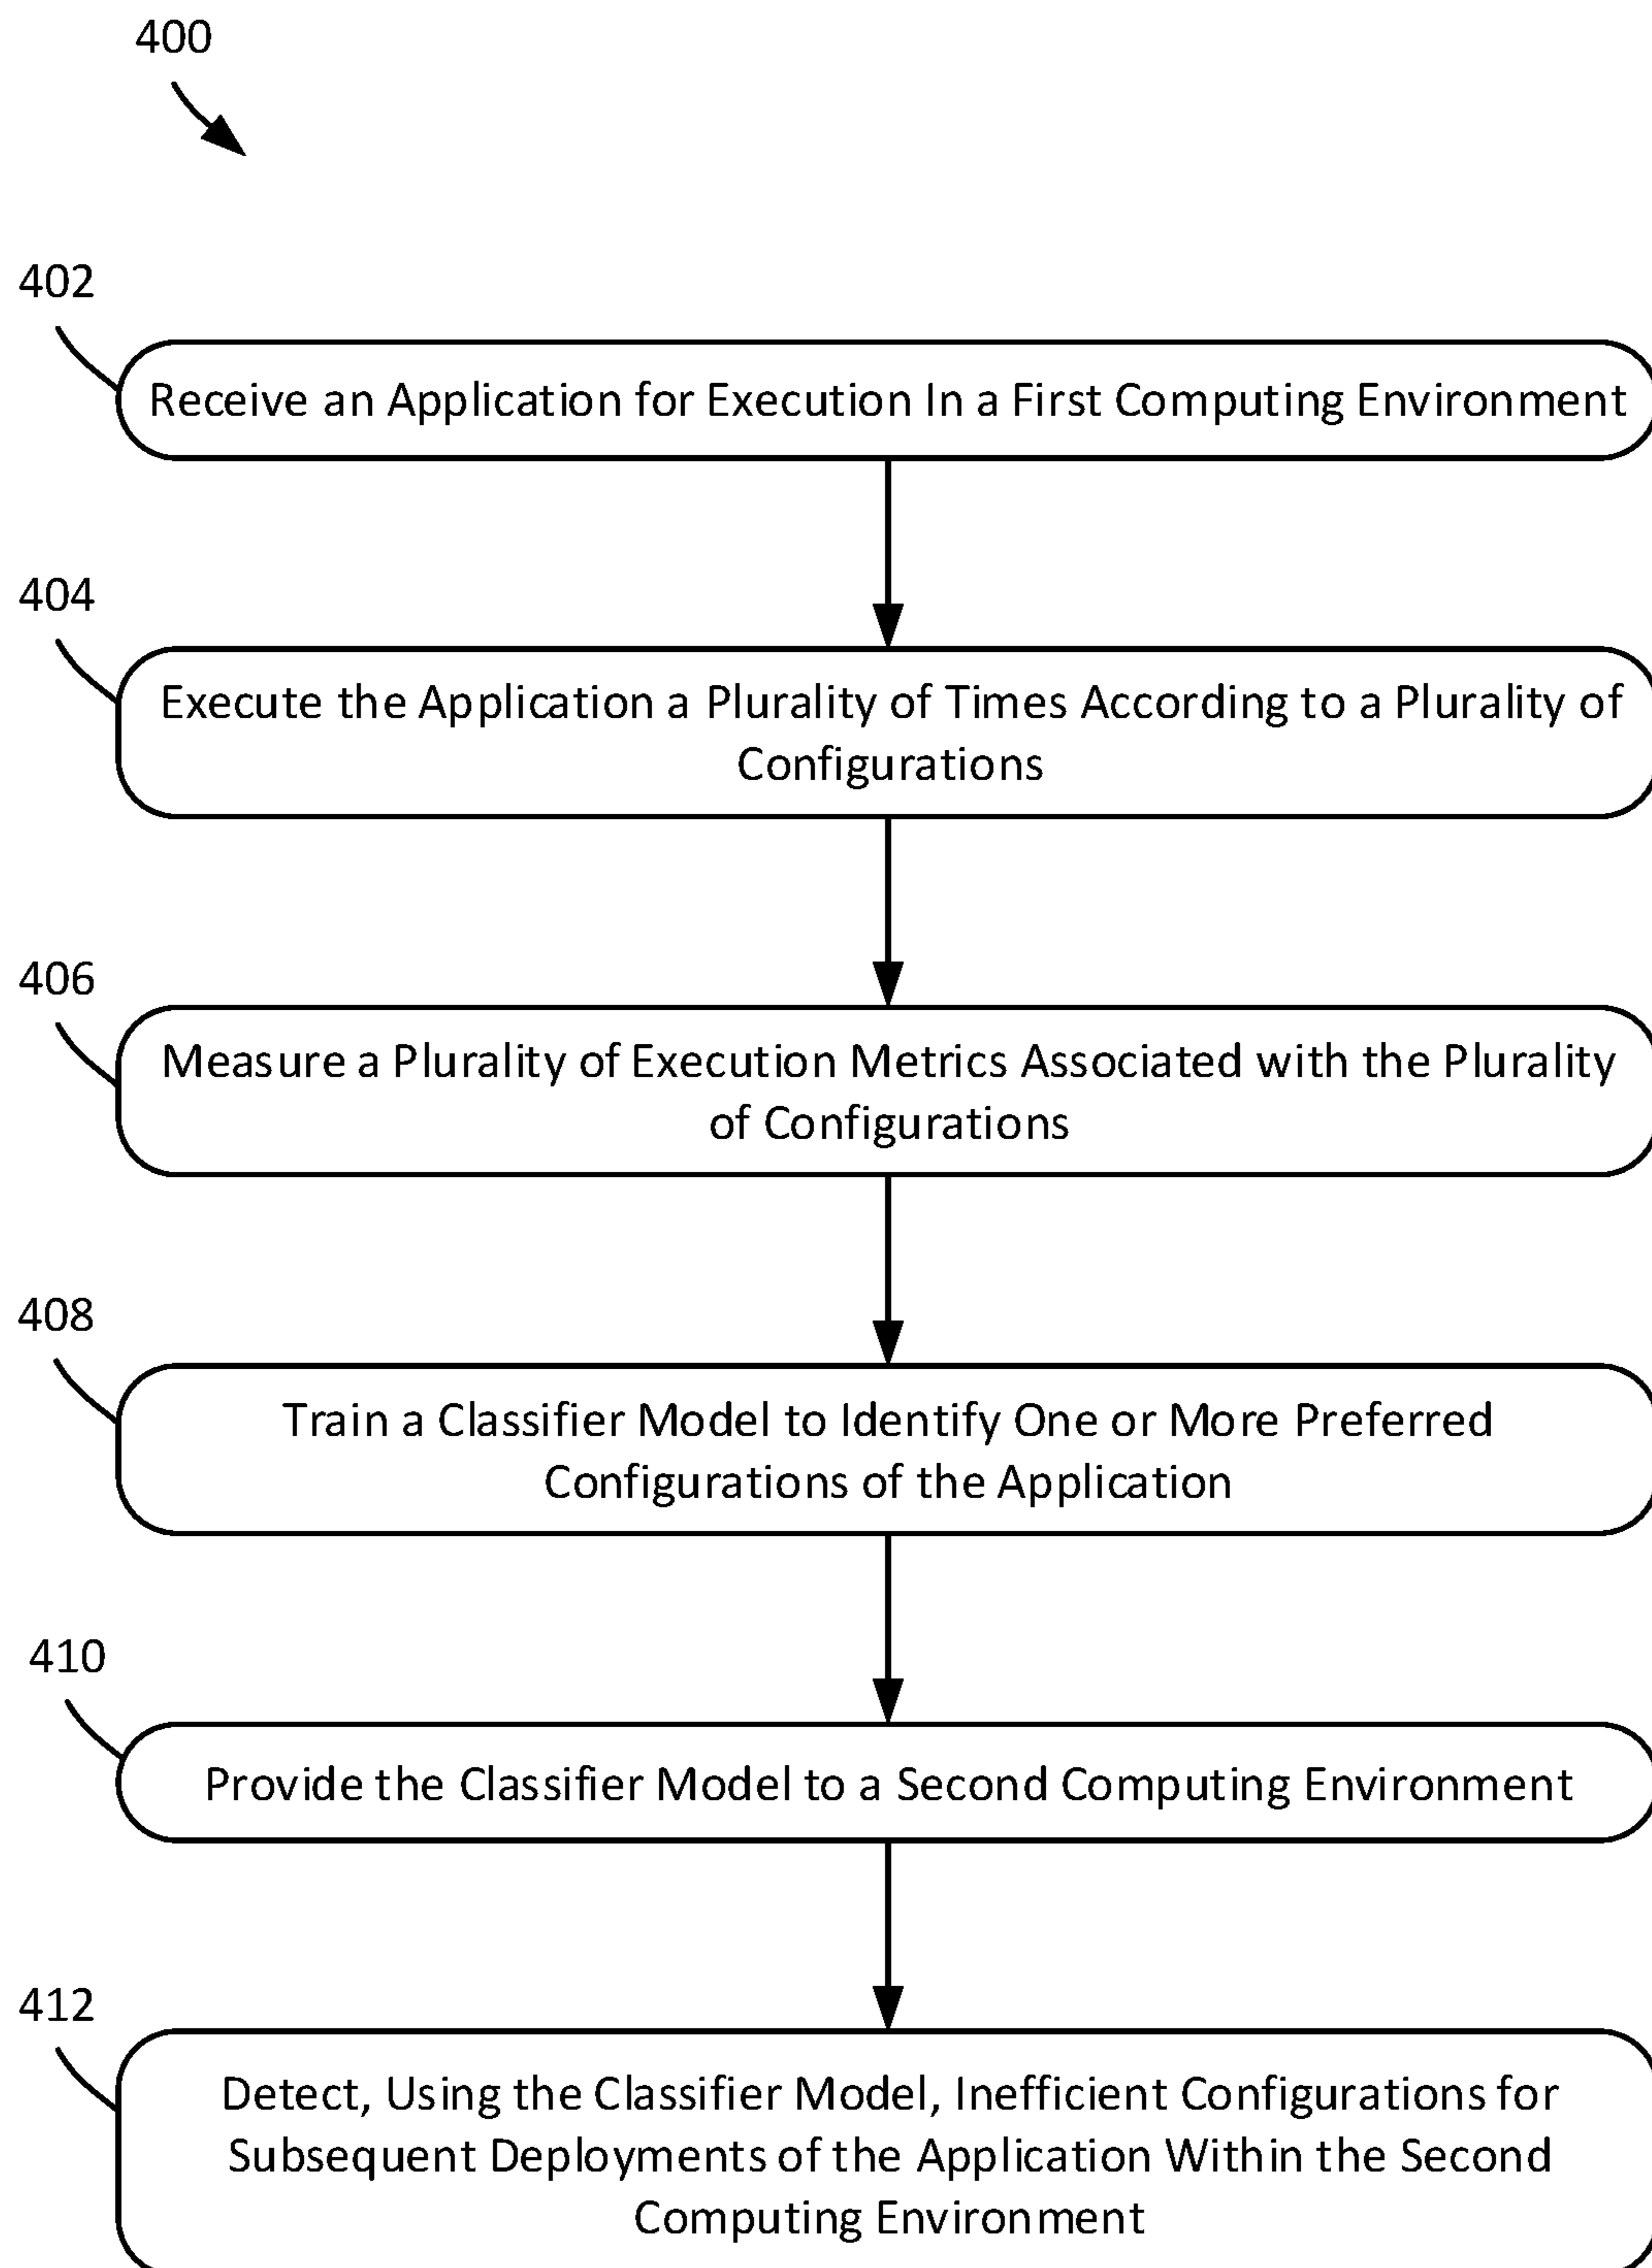 400
402
Receive an Application for Execution In a First Computing Environment
404
Execute the Application a Plurality of Times According to a Plurality of
Configurations
406
Measure a Plurality of Execution Metrics Associated with the Plurality
of Configurations
408
Train a Classifier Model to Identify One or More Preferred
Configurations of the Application
410
Provide the Classifier Model to a Second Computing Environment
412
Detect, Using the Classifier Model, Inefficient Configurations for
Subsequent Deployments of the Application Within the Second
Computing Environment